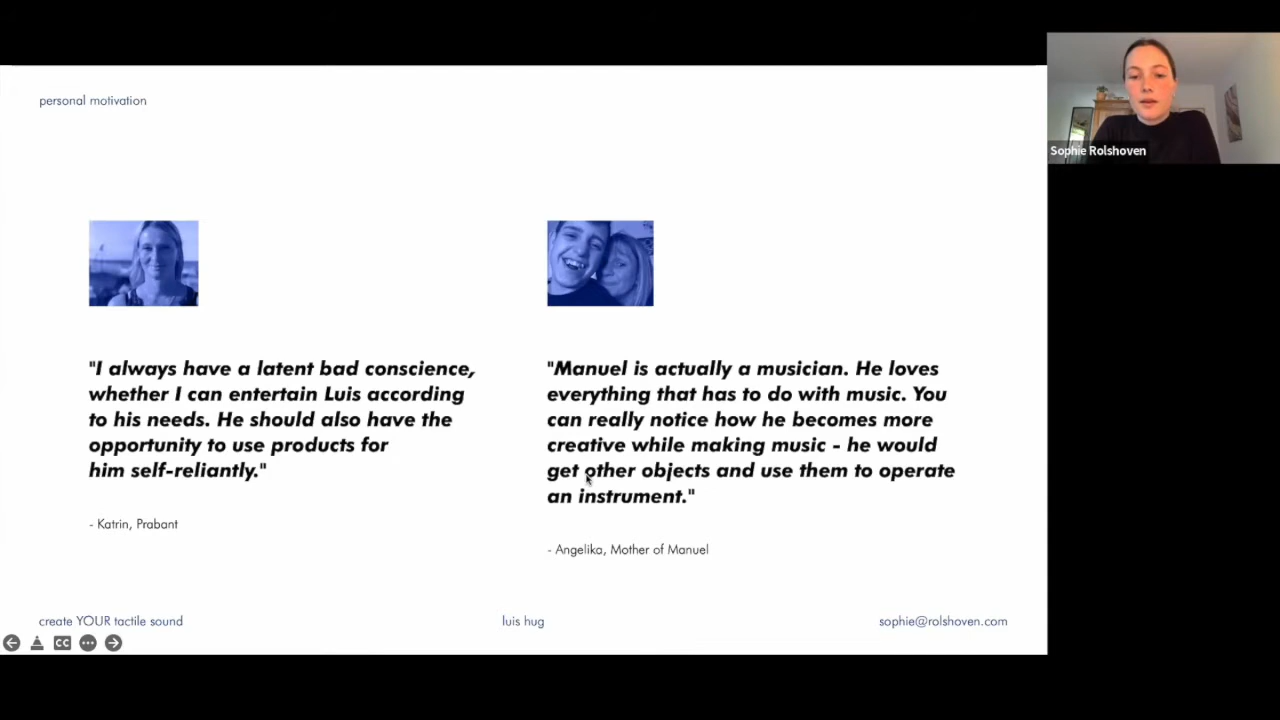 personal motivation
Sophie Rolshoven
"I always have a latent bad conscience,
whether I can entertain Luis according
to his needs. He should also have the
opportunity to use products for
him self-reliantly."
- Katrin, Prabant
"Manuel is actually a musician. He loves
everything that has to do with music. You
can really notice how he becomes more
creative while making music - he would
get other objects and use them to operate
an instrument."
- Angelika, Mother of Manuel
create YOUR tactile sound
luis hug
sophie@rolshoven.com
CC